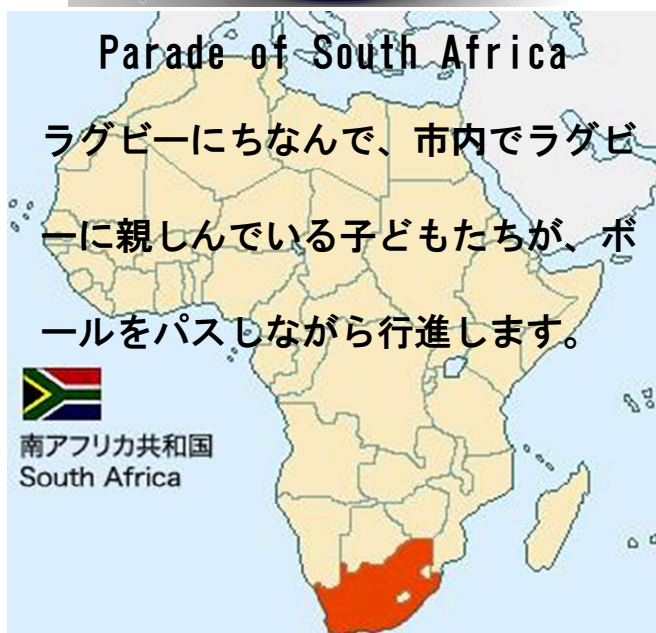 Parade of South Africa
ラグビーにちなんで、市内でラグビ
ーに親しんでいる子どもたちが、ボ
ールをパスしながら行進します。
南アフリカ共和国
South Africa